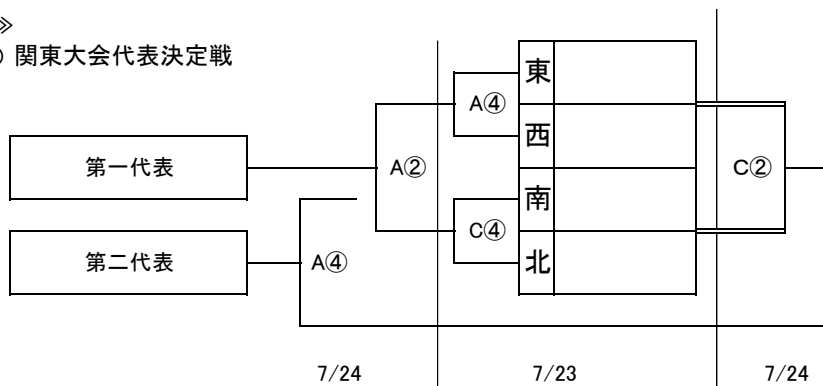 ≫
) 関東大会代表決定戦
東
A④
西
第一代表
A②
C②
南
C④
第二代表
A④
北
7/24
7/23
7/24